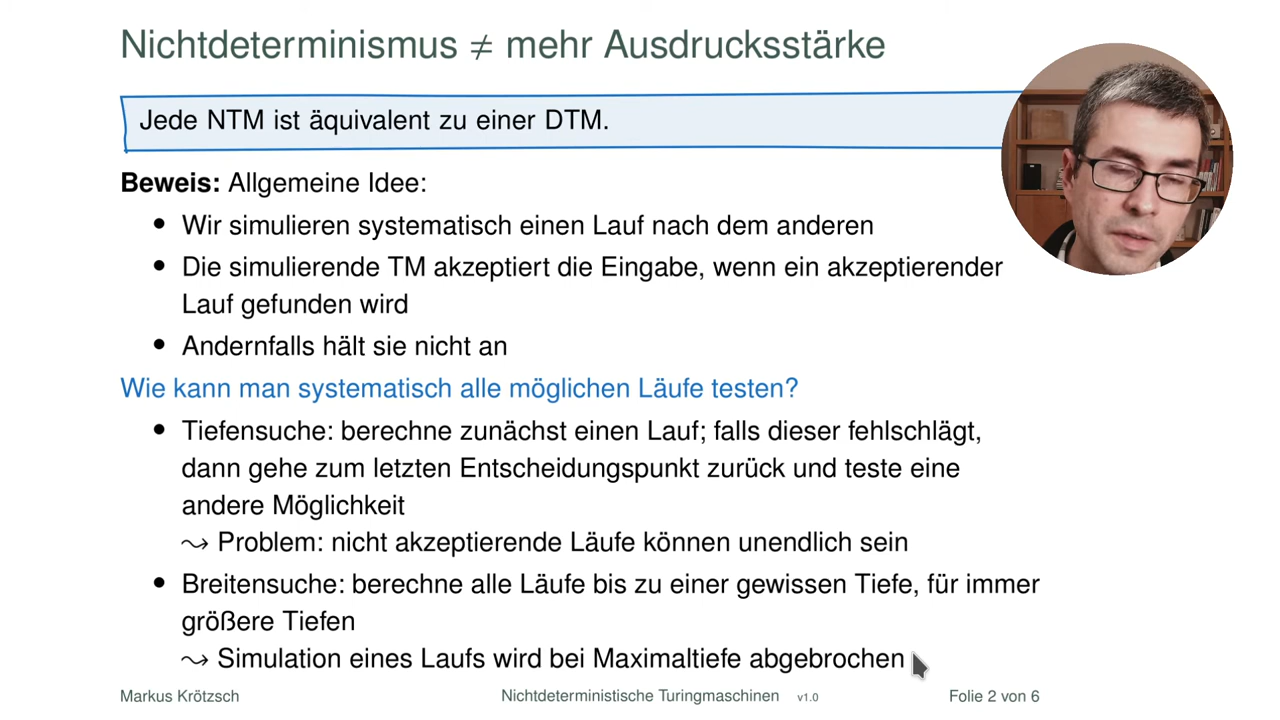 Nichtdeterminismus ≠ mehr Ausdrucksstärke
Jede NTM ist äquivalent zu einer DTM.
Beweis: Allgemeine Idee:
• Wir simulieren systematisch einen Lauf nach dem anderen
• Die simulierende TM akzeptiert die Eingabe, wenn ein akzeptierender
Lauf gefunden wird
• Andernfalls hält sie nicht an
Wie kann man systematisch alle möglichen Läufe testen?
• Tiefensuche: berechne zunächst einen Lauf; falls dieser fehlschlägt,
dann gehe zum letzten Entscheidungspunkt zurück und teste eine
andere Möglichkeit
⤳ Problem: nicht akzeptierende Läufe können unendlich sein
• Breitensuche: berechne alle Läufe bis zu einer gewissen Tiefe, für immer
größere Tiefen
⤳ Simulation eines Laufs wird bei Maximaltiefe abgebrochen
Markus Krötzsch Nichtdeterministische Turingmaschinen v1.0 Folie 2 von 6